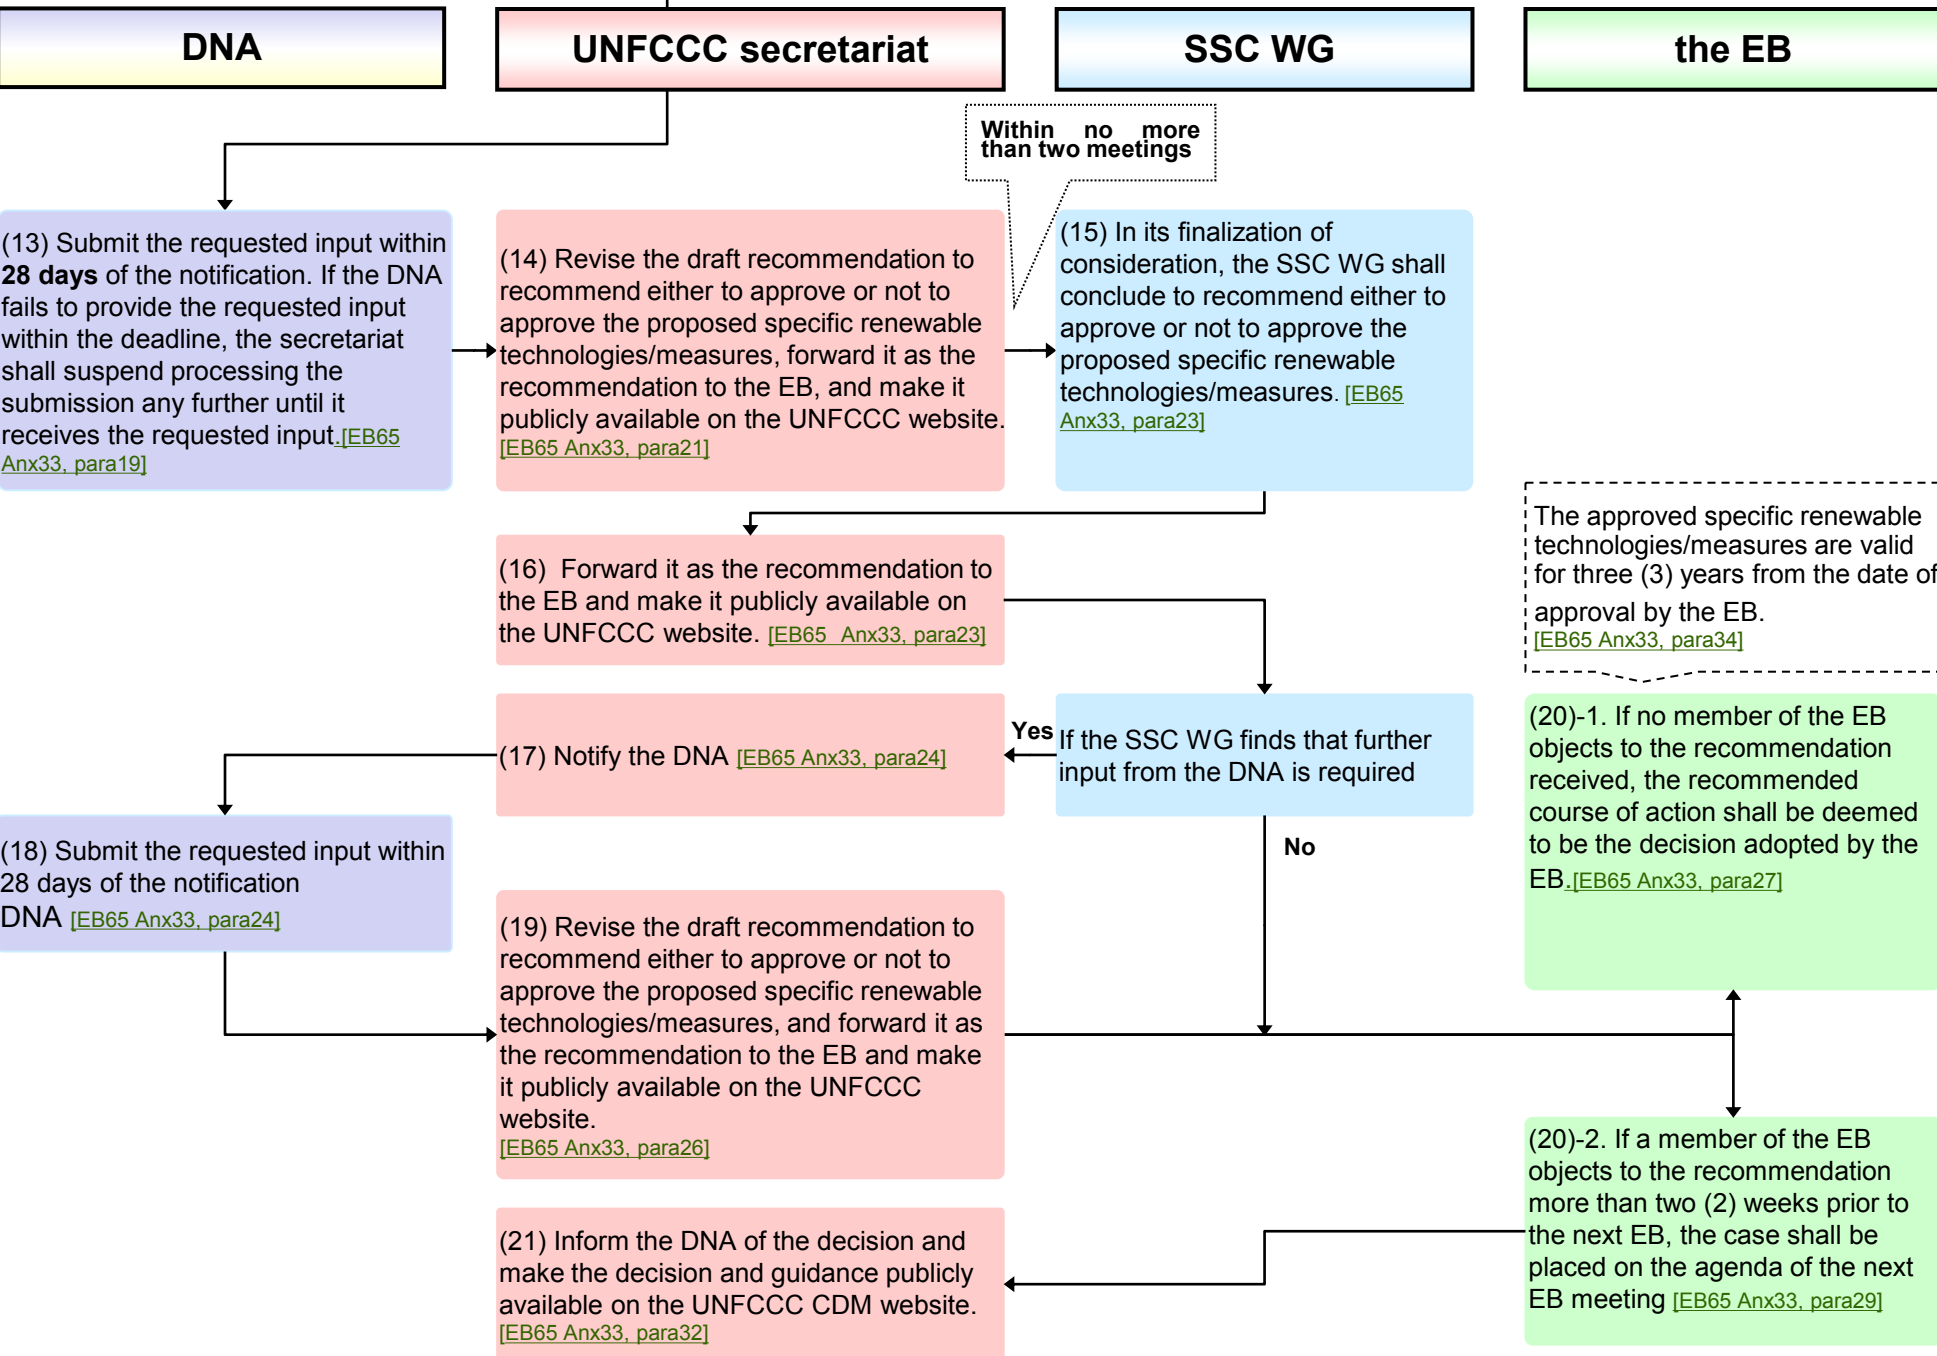 DNA
UNFCCC secretariat
SSC WG
the EB
Within no more
than two meetings
(13) Submit the requested input within
28 days of the notification. If the DNA
fails to provide the requested input
within the deadline, the secretariat
shall suspend processing the
submission any further until it
receives the requested input.[EB65
Anx33, para19]
(14) Revise the draft recommendation to
recommend either to approve or not to
approve the proposed specific renewable
technologies/measures, forward it as the
recommendation to the EB, and make it
publicly available on the UNFCCC website.
[EB65 Anx33, para21]
(15) In its finalization of
consideration, the SSC WG shall
conclude to recommend either to
approve or not to approve the
proposed specific renewable
technologies/measures. [EB65
Anx33, para23]
(16) Forward it as the recommendation to
the EB and make it publicly available on
the UNFCCC website. [EB65 Anx33, para23]
The approved specific renewable
technologies/measures are valid
for three (3) years from the date of
approval by the EB.
[EB65 Anx33, para34]
(17) Notify the DNA [EB65 Anx33, para24]
Yes
If the SSC WG finds that further
input from the DNA is required
No
(20)-1. If no member of the EB
objects to the recommendation
received, the recommended
course of action shall be deemed
to be the decision adopted by the
EB.[EB65 Anx33, para27]
(18) Submit the requested input within
28 days of the notification
DNA [EB65 Anx33, para24]
(19) Revise the draft recommendation to
recommend either to approve or not to
approve the proposed specific renewable
technologies/measures, and forward it as
the recommendation to the EB and make
it publicly available on the UNFCCC
website.
[EB65 Anx33, para26]
(20)-2. If a member of the EB
objects to the recommendation
more than two (2) weeks prior to
the next EB, the case shall be
placed on the agenda of the next
EB meeting [EB65 Anx33, para29]
(21) Inform the DNA of the decision and
make the decision and guidance publicly
available on the UNFCCC CDM website.
[EB65 Anx33, para32]